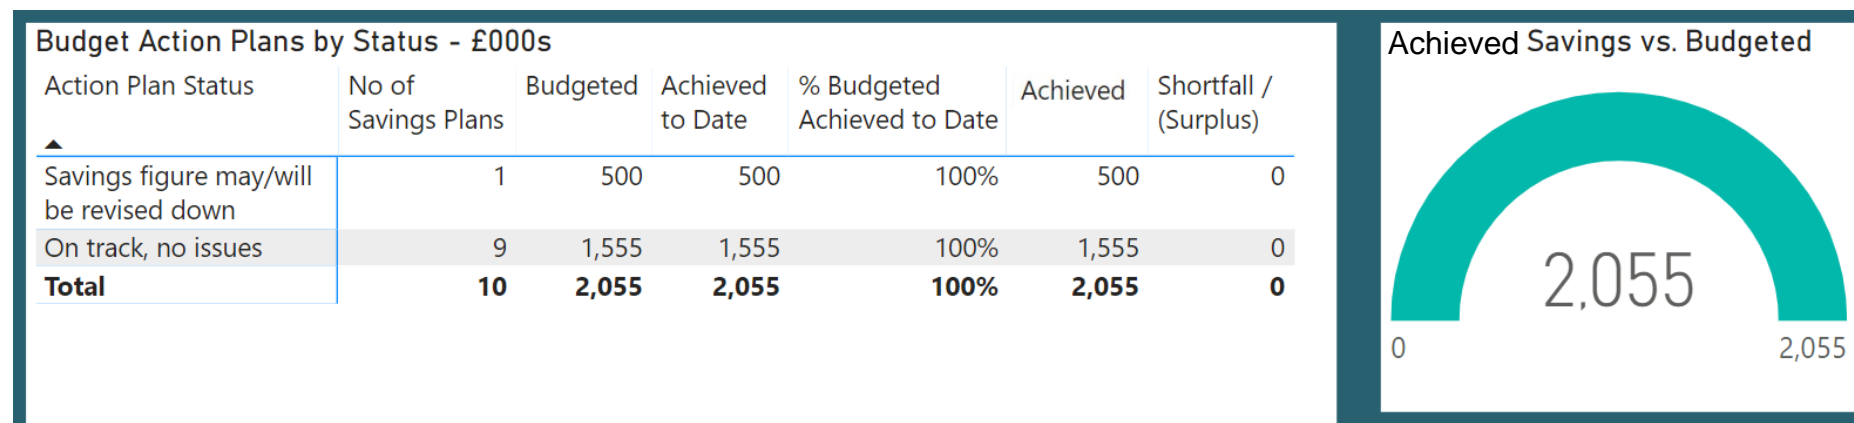 Budget Action Plans by Status - £000s
Action Plan Status No of Savings Plans Budgeted Achieved to Date % Budgeted Achieved to Date Achieved Shortfall / (Surplus)
Savings figure may/will be revised down 1 500 500 100% 500 0
On track, no issues 9 1,555 1,555 100% 1,555 0
Total 10 2,055 2,055 100% 2,055 0
Achieved Savings vs. Budgeted
2,055
0 2,055